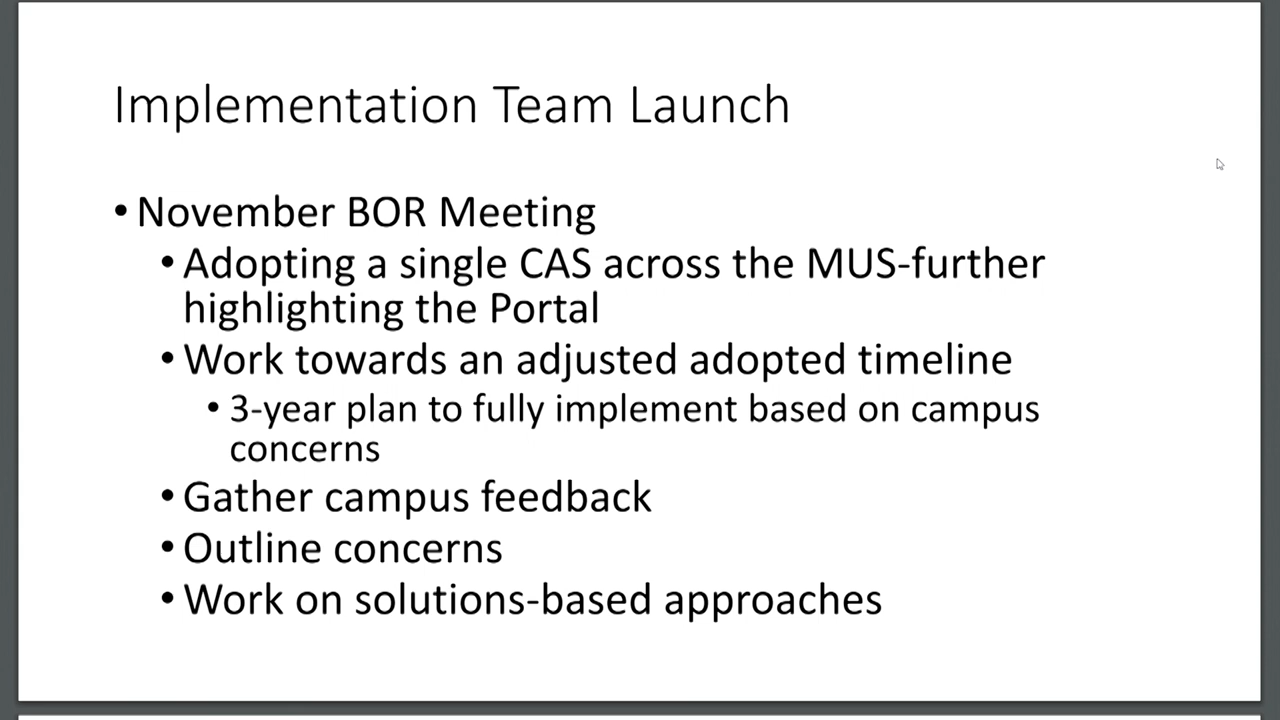 Implementation Team Launch
• November BOR Meeting
• Adopting a single CAS across the MUS-further
highlighting the Portal
• Work towards an adjusted adopted timeline
• 3-year plan to fully implement based on campus
concerns
• Gather campus feedback
• Outline concerns
• Work on solutions-based approaches